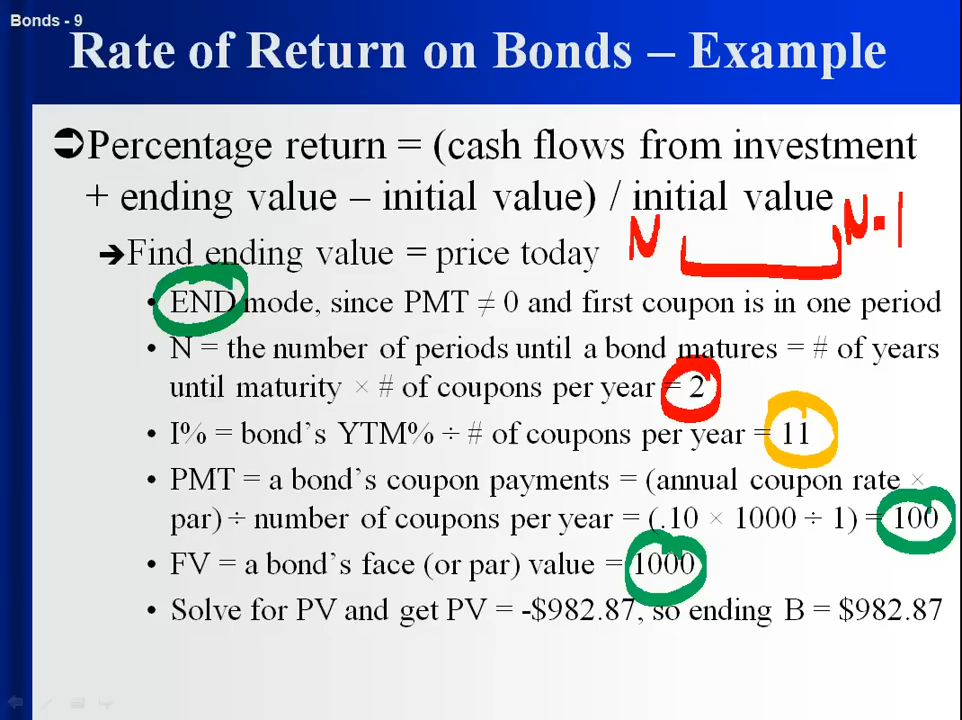 Bonds - 9
Rate of Return on Bonds – Example
➲Percentage return = (cash flows from investment
+ ending value – initial value) / initial value
N
N-1
➔Find ending value = price today
• END mode, since PMT ≠ 0 and first coupon is in one period
• N = the number of periods until a bond matures = # of years
until maturity × # of coupons per year = 2
• I% = bond's YTM% ÷ # of coupons per year = 11
• PMT = a bond's coupon payments = (annual coupon rate ×
par) ÷ number of coupons per year = (.10 × 1000 ÷ 1) = 100
• FV = a bond's face (or par) value = 1000
• Solve for PV and get PV = -$982.87, so ending B = $982.87